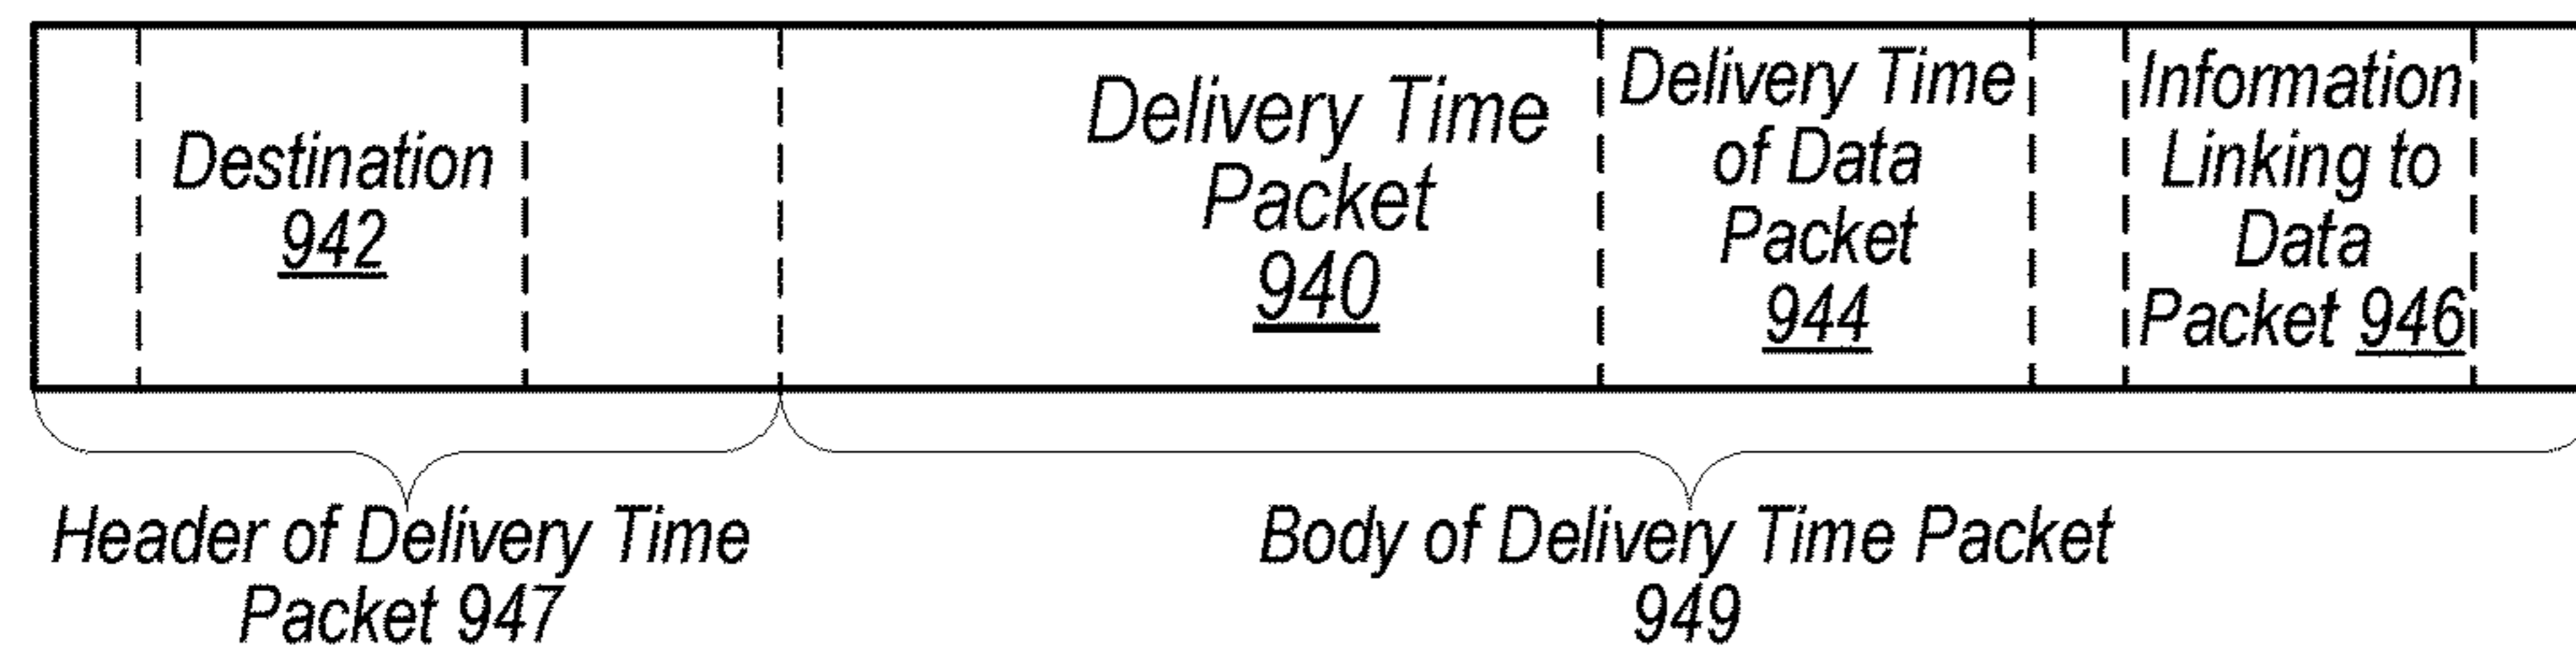 Destination
942
Delivery Time
Packet
940
Delivery Time
of Data
Packet
944
Information
Linking to
Data
Packet 946
Header of Delivery Time
Packet 947
Body of Delivery Time Packet
949